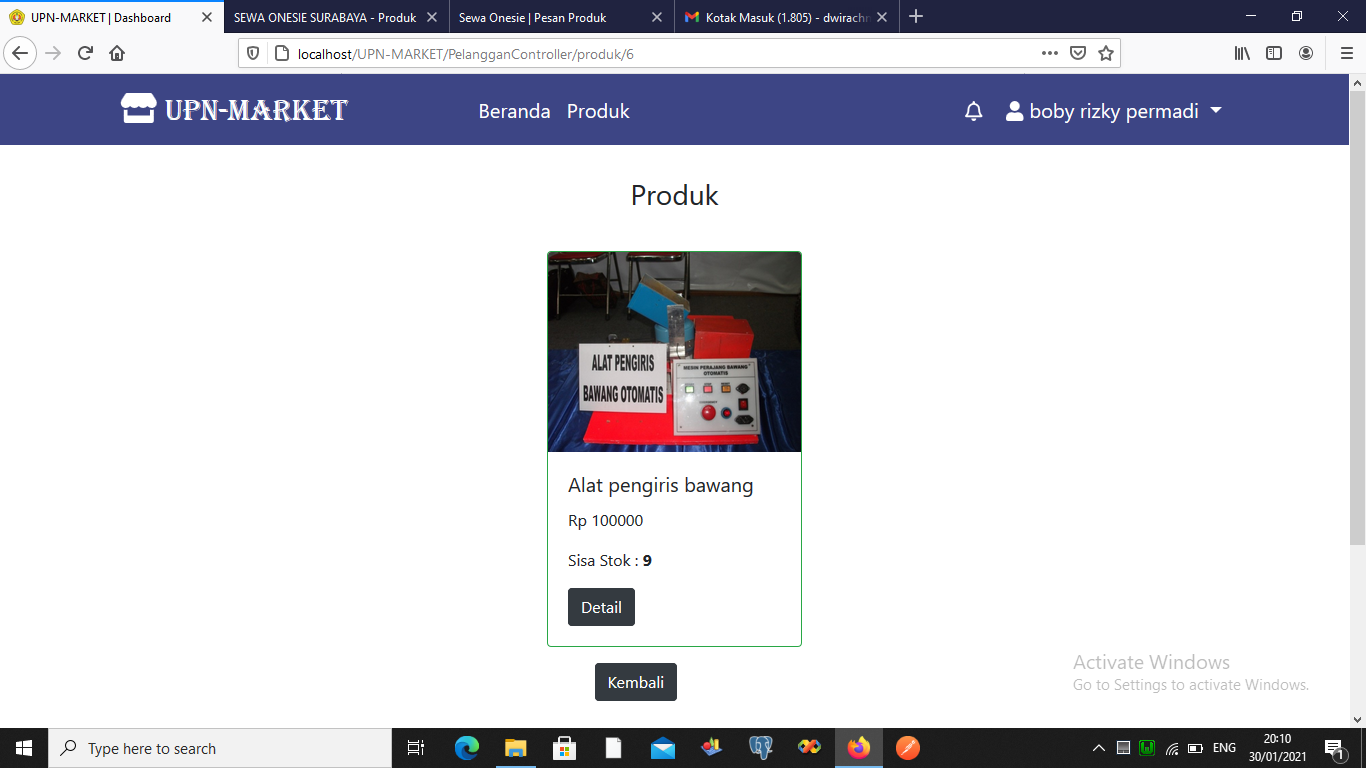 UPN-MARKET | Dashboard
SEWA ONESIE SURABAYA - Produk
Sewa Onesie | Pesan Produk
Kotak Masuk (1.805) - dwirachm
localhost/UPN-MARKET/PelangganController/produk/6
UPN-MARKET
Beranda
Produk
boby rizky permadi
Produk
ALAT PENGIRIS
BAWANG OTOMATIS
MESIN PERAJANG BAWANG
OTOMATIS
Alat pengiris bawang
Rp 100000
Sisa Stok : 9
Detail
Kembali
Activate Windows
Go to Settings to activate Windows.
Type here to search
ENG
20:10
30/01/2021
1